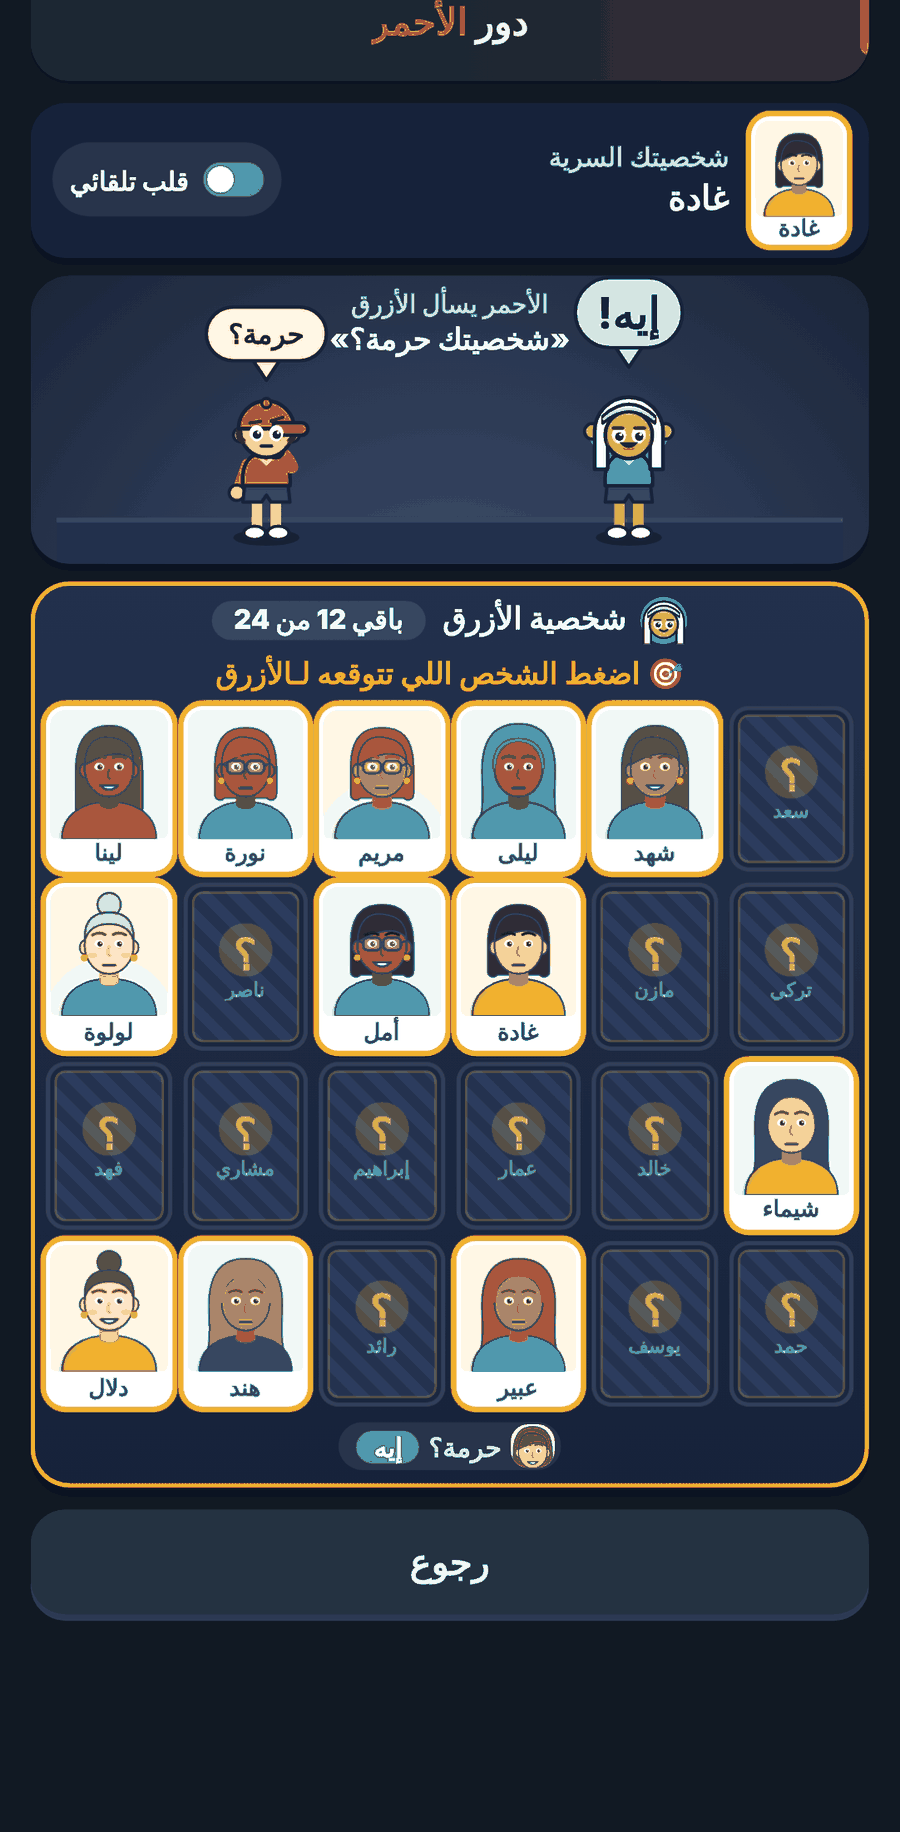 دور الأحمر
شخصيتك السرية
غادة
غادة
قلب تلقائي
إيه!
الأحمر يسأل الأزرق
«شخصيتك حرمة؟»
حرمة؟
شخصية الأزرق
باقي 12 من 24
اضغط الشخص اللي تتوقعه لـالأزرق
؟ سعد
شهد
ليلى
مريم
نورة
لينا
؟ تركي
؟ مازن
غادة
أمل
؟ ناصر
لولوة
شيماء
؟ خالد
؟ عمار
؟ إبراهيم
؟ مشاري
؟ فهد
؟ حمد
؟ يوسف
عبير
؟ رائد
هند
دلال
حرمة؟ إيه
رجوع